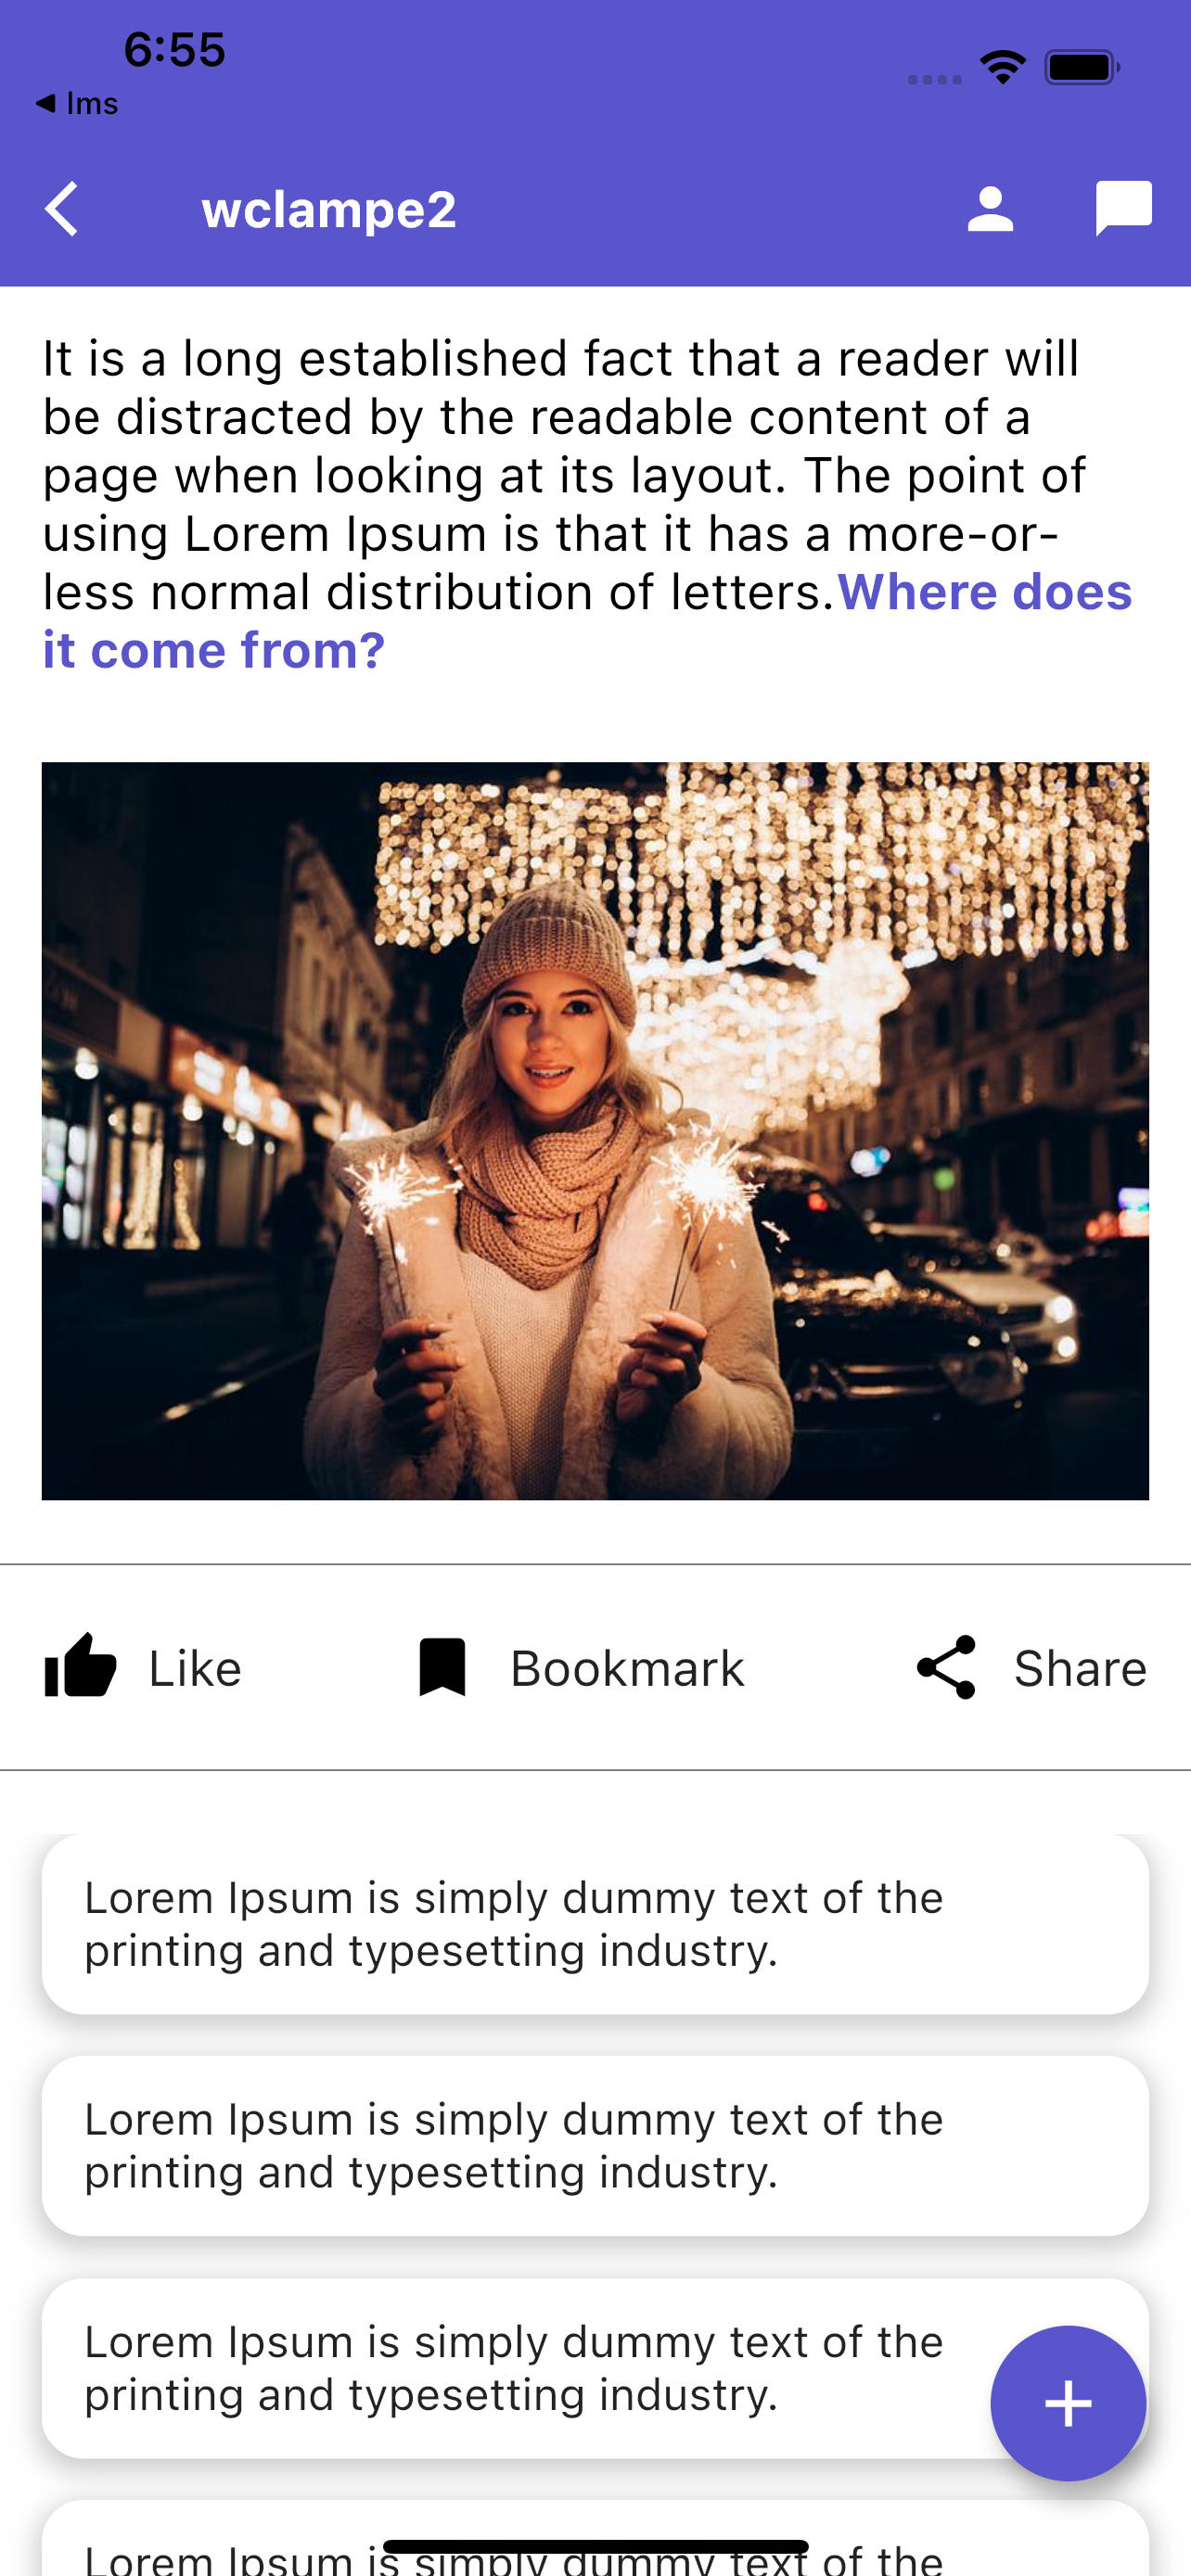 6:55
◀ Ims
wclampe2
It is a long established fact that a reader will
be distracted by the readable content of a
page when looking at its layout. The point of
using Lorem Ipsum is that it has a more-or-
less normal distribution of letters.Where does
it come from?
Like
Bookmark
Share
Lorem Ipsum is simply dummy text of the
printing and typesetting industry.
Lorem Ipsum is simply dummy text of the
printing and typesetting industry.
Lorem Ipsum is simply dummy text of the
printing and typesetting industry.
Lorem Ipsum is simply dummy text of the